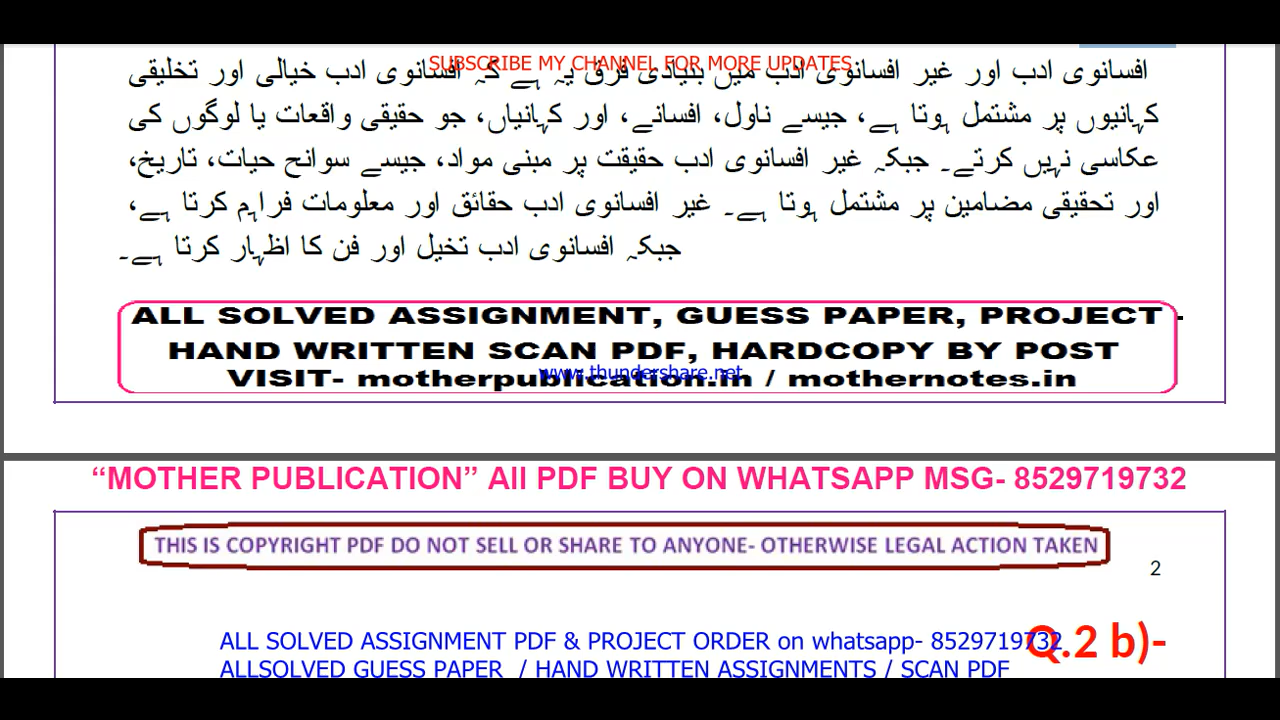 SUBSCRIBE MY CHANNEL FOR MORE UPDATES
افسانوی ادب اور غیر افسانوی ادب میں بنیادی فرق یہ ہے کہ افسانوی ادب خیالی اور تخلیقی
کہانیوں پر مشتمل ہوتا ہے، جیسے ناول، افسانے، اور کہانیاں، جو حقیقی واقعات یا لوگوں کی
عکاسی نہیں کرتے۔ جبکہ غیر افسانوی ادب حقیقت پر مبنی مواد، جیسے سوانح حیات، تاریخ،
اور تحقیقی مضامین پر مشتمل ہوتا ہے۔ غیر افسانوی ادب حقائق اور معلومات فراہم کرتا ہے،
جبکہ افسانوی ادب تخیل اور فن کا اظہار کرتا ہے۔
ALL SOLVED ASSIGNMENT, GUESS PAPER, PROJECT -
HAND WRITTEN SCAN PDF, HARDCOPY BY POST
www.thundershare.net
VISIT- motherpublication.in / mothernotes.in
“MOTHER PUBLICATION” All PDF BUY ON WHATSAPP MSG- 8529719732
THIS IS COPYRIGHT PDF DO NOT SELL OR SHARE TO ANYONE- OTHERWISE LEGAL ACTION TAKEN
2
ALL SOLVED ASSIGNMENT PDF & PROJECT ORDER on whatsapp- 8529719732
Q.2 b)-
ALLSOLVED GUESS PAPER / HAND WRITTEN ASSIGNMENTS / SCAN PDF